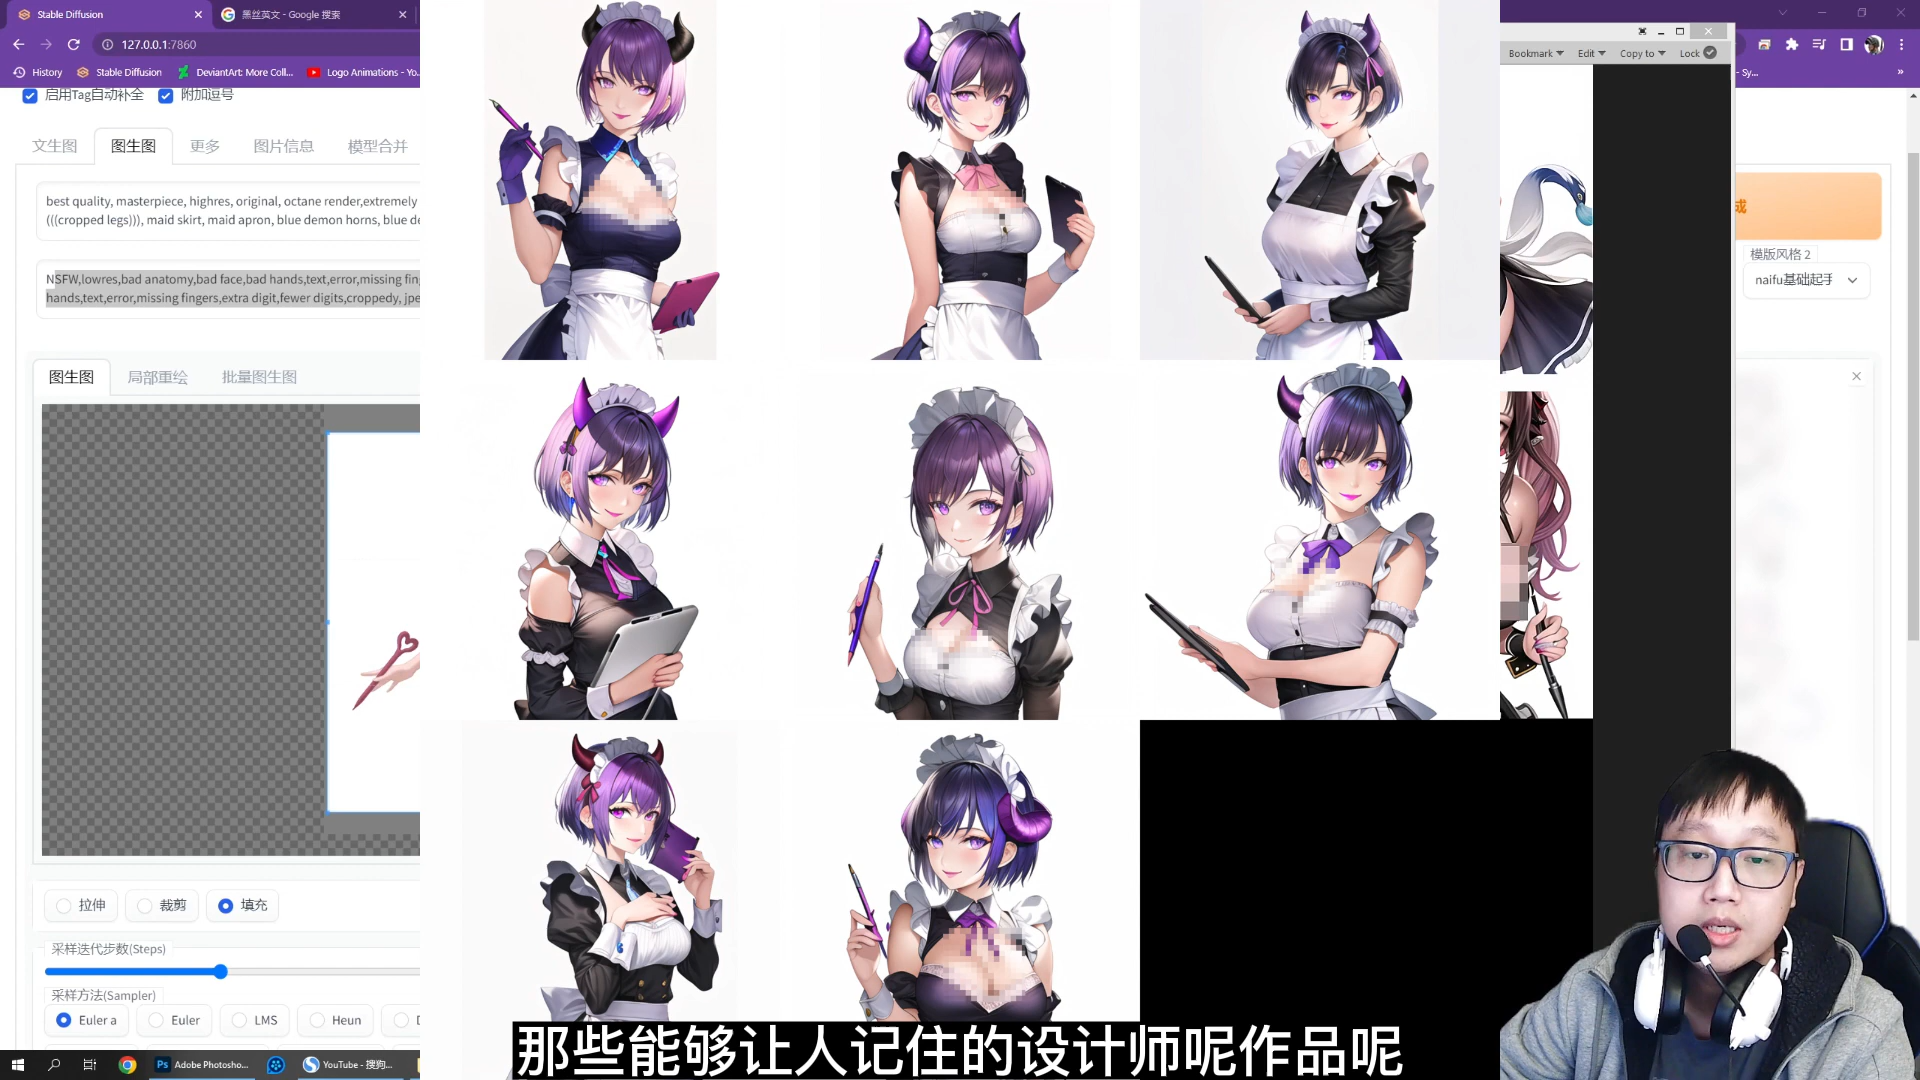 Stable Diffusion
黑丝英文 - Google 搜索
127.0.0.1:7860
History
Stable Diffusion
DeviantArt: More Coll...
Logo Animations - Yo...
- Sy...
»
Bookmark
Edit
Copy to
Lock
启用Tag自动补全
附加逗号
文生图
图生图
更多
图片信息
模型合并
best quality, masterpiece, highres, original, octane render,extremely
(((cropped legs))), maid skirt, maid apron, blue demon horns, blue de
NSFW,lowres,bad anatomy,bad face,bad hands,text,error,missing fin
hands,text,error,missing fingers,extra digit,fewer digits,croppedy, jpe
成
模版风格 2
naifu基础起手
图生图
局部重绘
批量图生图
拉伸
裁剪
填充
采样迭代步数(Steps)
采样方法(Sampler)
Euler a
Euler
LMS
Heun
那些能够让人记住的设计师呢作品呢
Ps
Adobe Photosho...
YouTube - 搜狗...